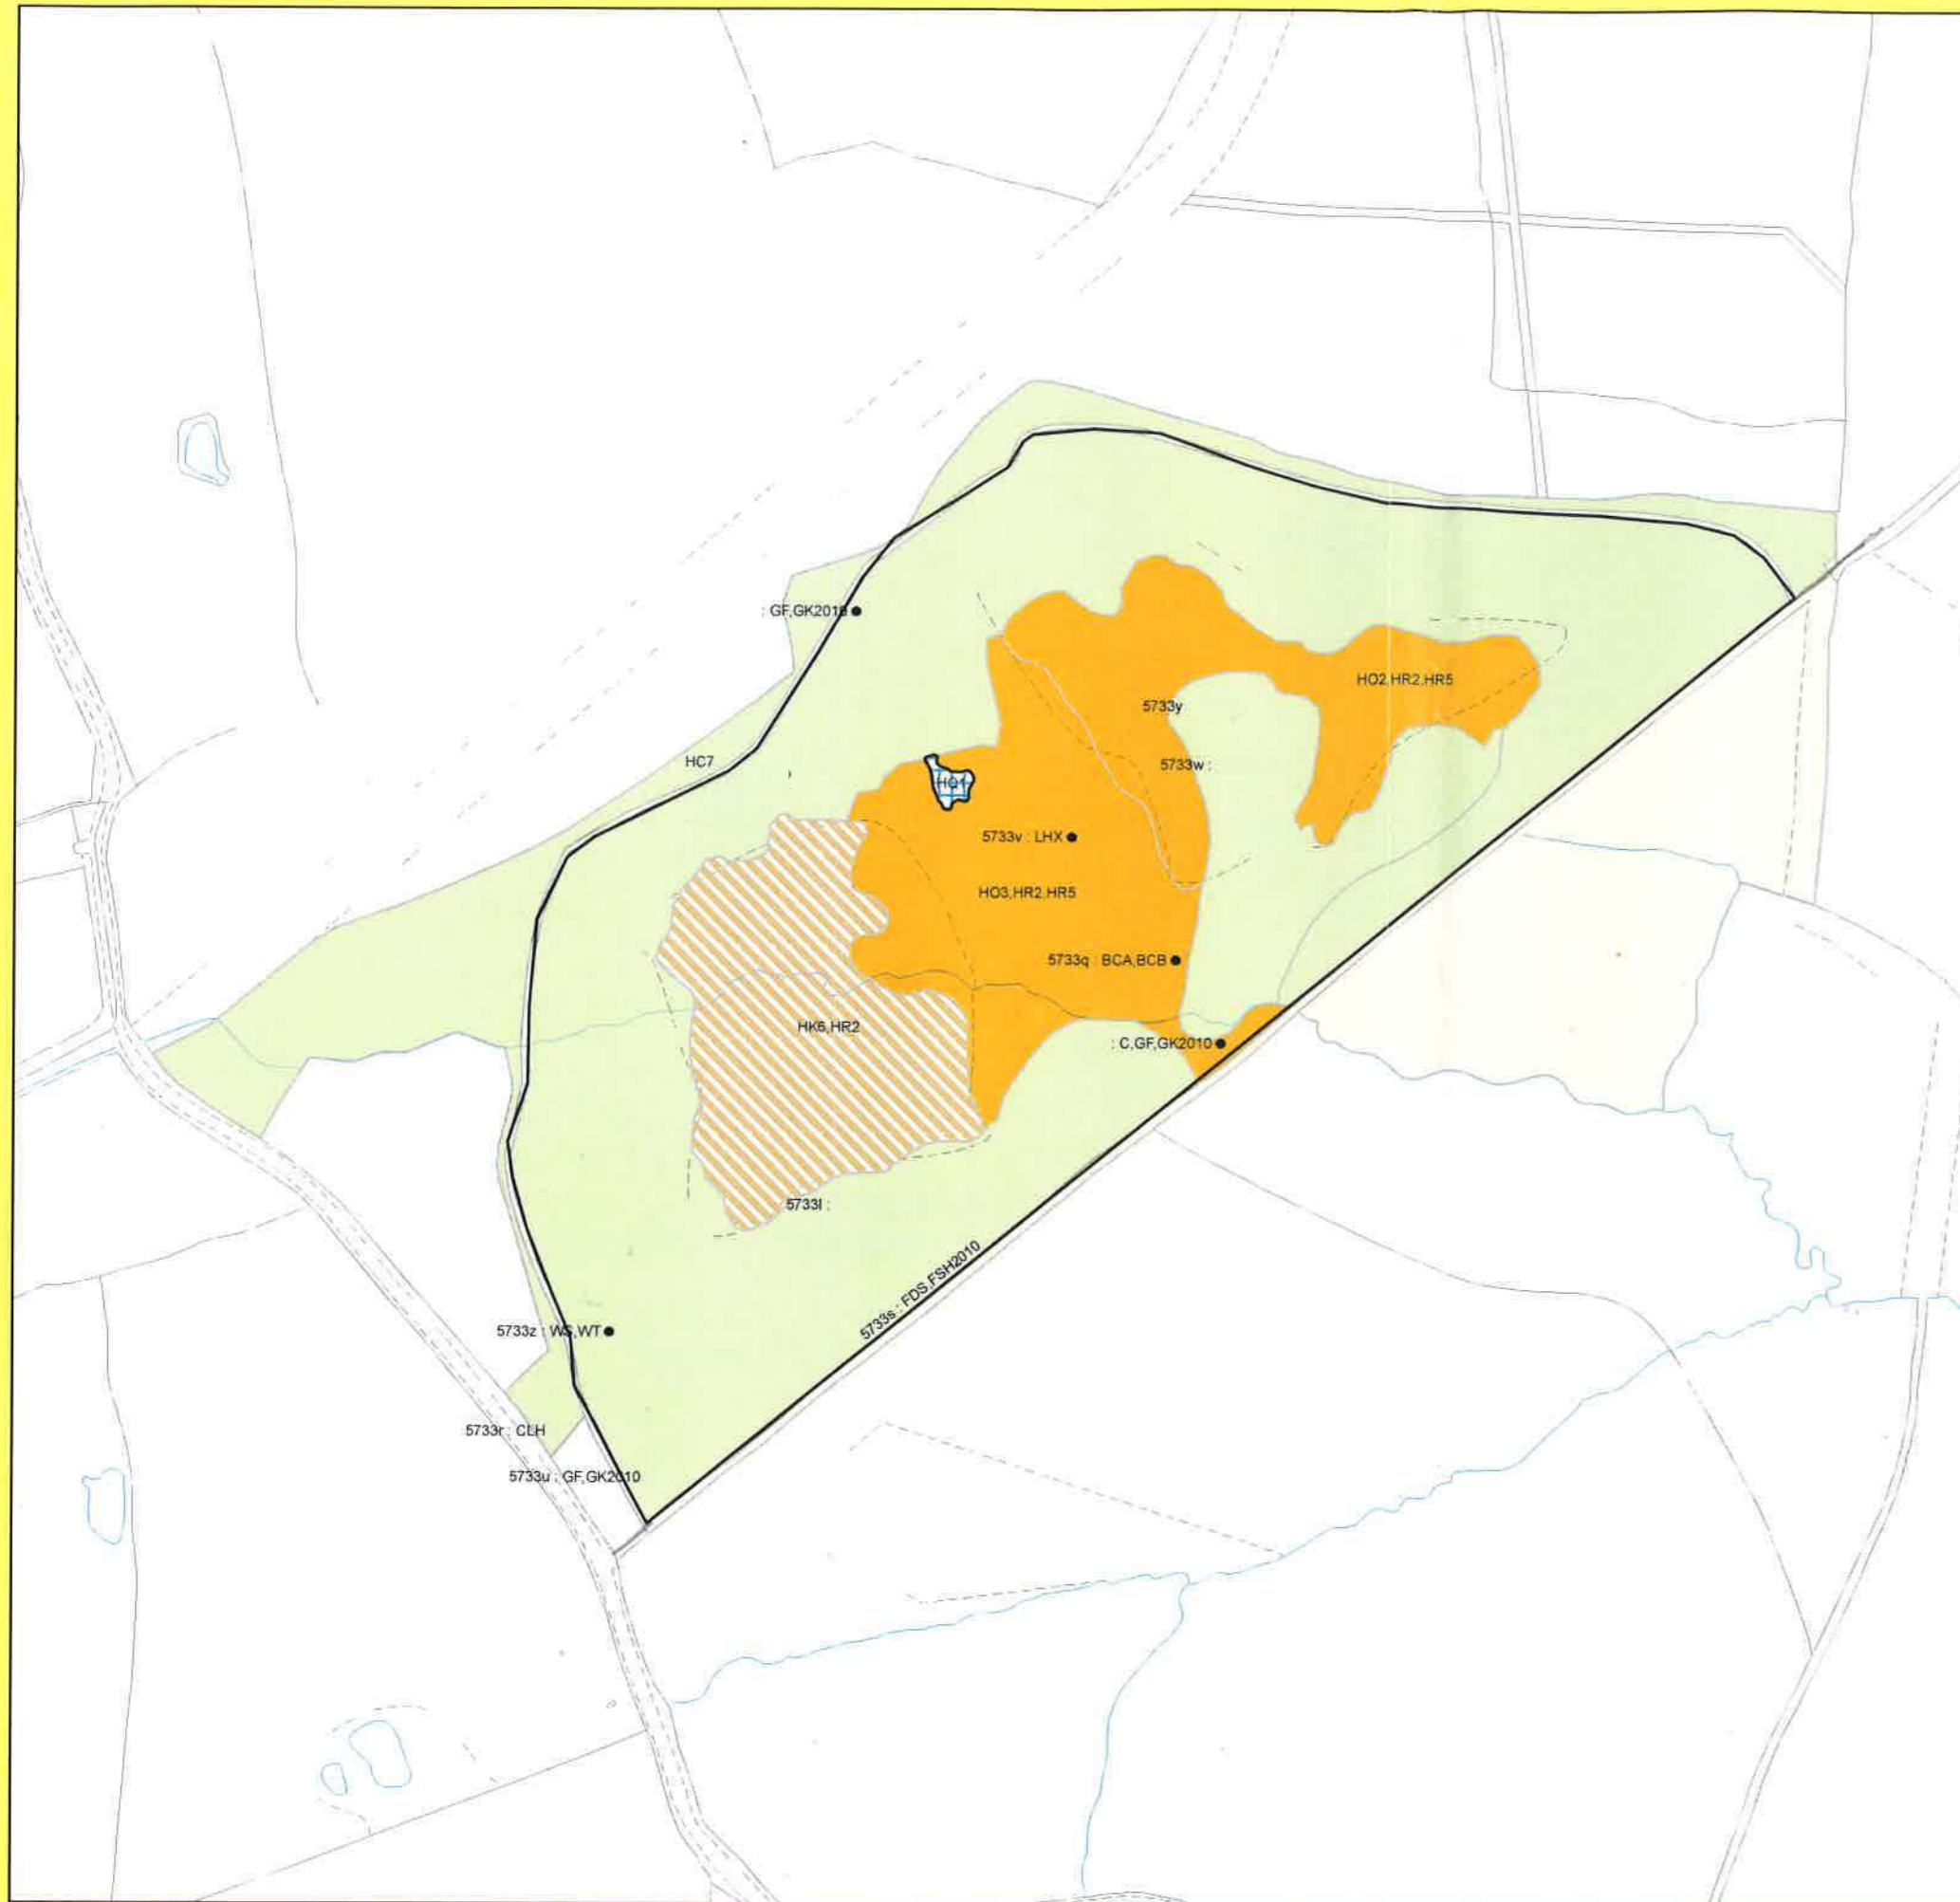 : GF,GK2010
HO2,HR2,HR5
5733y
HC7
5733w :
HO1
5733v : LHX
HO3,HR2,HR5
5733q : BCA,BCB
HK6,HR2
: C,GF,GK2010
5733l :
5733s : FDS,FSH2010
5733z : WS,WT
5733r : CLH
5733u : GF,GK2010